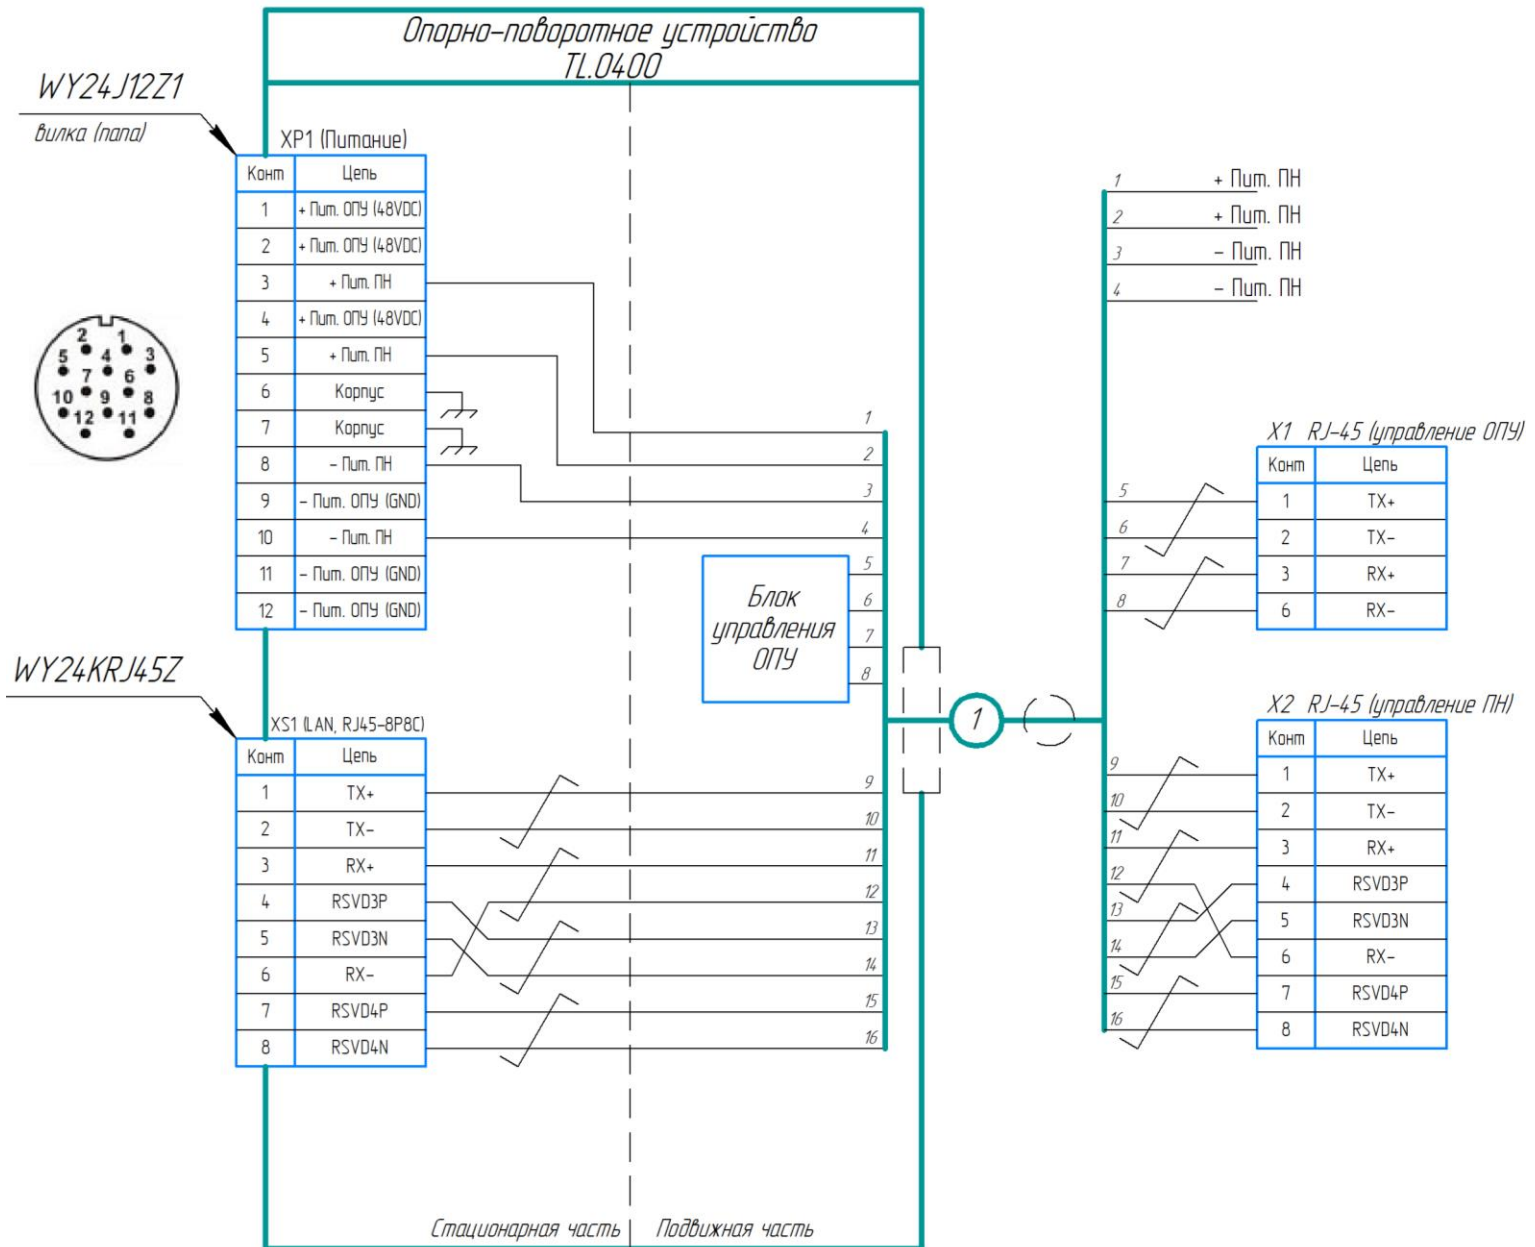 Опорно-поворотное устройство
TL.0400
WY24J12Z1
вилка (папа)
XP1 (Питание)
Конт Цепь
1 + Пит. ОПУ (48VDC)
2 + Пит. ОПУ (48VDC)
3 + Пит. ПН
4 + Пит. ОПУ (48VDC)
5 + Пит. ПН
6 Корпус
7 Корпус
8 - Пит. ПН
9 - Пит. ОПУ (GND)
10 - Пит. ПН
11 - Пит. ОПУ (GND)
12 - Пит. ОПУ (GND)
2 1
5 4 3
7 6
10 9 8
12 11
WY24KRJ45Z
XS1 (LAN, RJ45-8P8C)
Конт Цепь
1 TX+
2 TX-
3 RX+
4 RSVD3P
5 RSVD3N
6 RX-
7 RSVD4P
8 RSVD4N
1
2
3
4
5
6
7
8
Блок
управления
ОПУ
9
10
11
12
13
14
15
16
1
1 + Пит. ПН
2 + Пит. ПН
3 - Пит. ПН
4 - Пит. ПН
X1 RJ-45 (управление ОПУ)
Конт Цепь
5 1 TX+
6 2 TX-
7 3 RX+
8 6 RX-
X2 RJ-45 (управление ПН)
Конт Цепь
9 1 TX+
10 2 TX-
11 3 RX+
12 4 RSVD3P
13 5 RSVD3N
14 6 RX-
15 7 RSVD4P
16 8 RSVD4N
Стационарная часть Подвижная часть